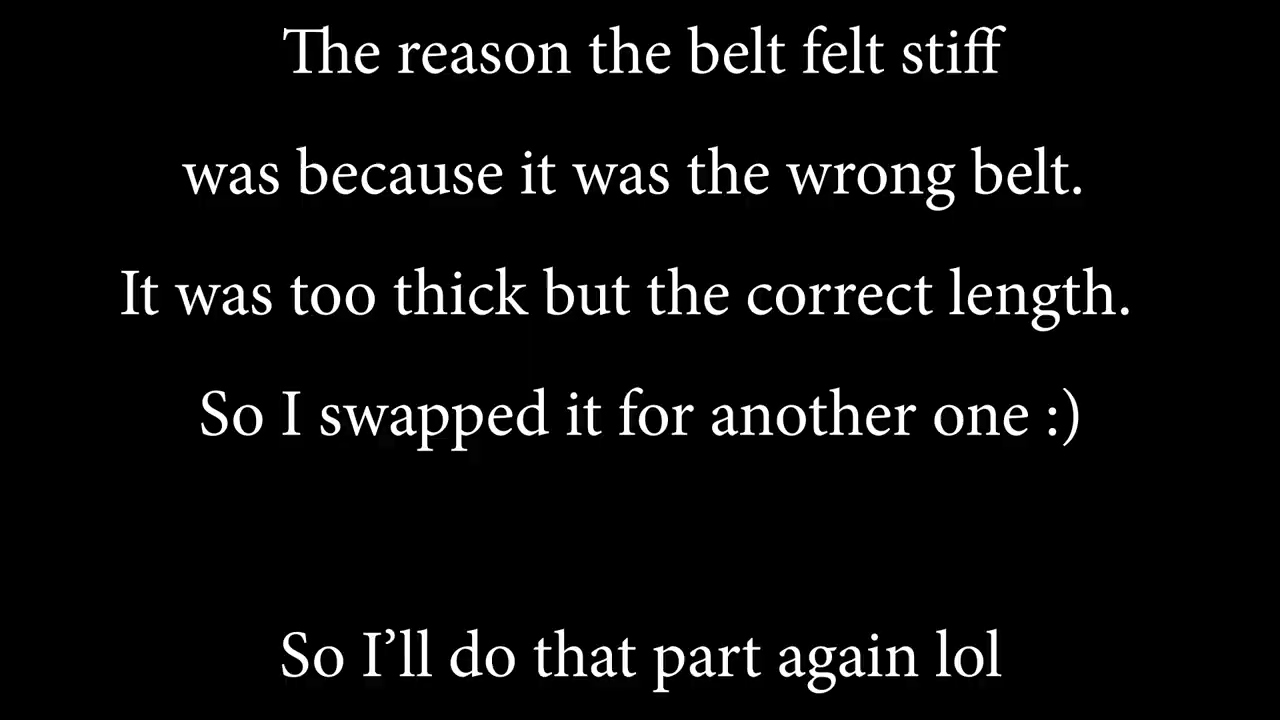 The reason the belt felt stiff
was because it was the wrong belt.
It was too thick but the correct length.
So I swapped it for another one :)
So I’ll do that part again lol